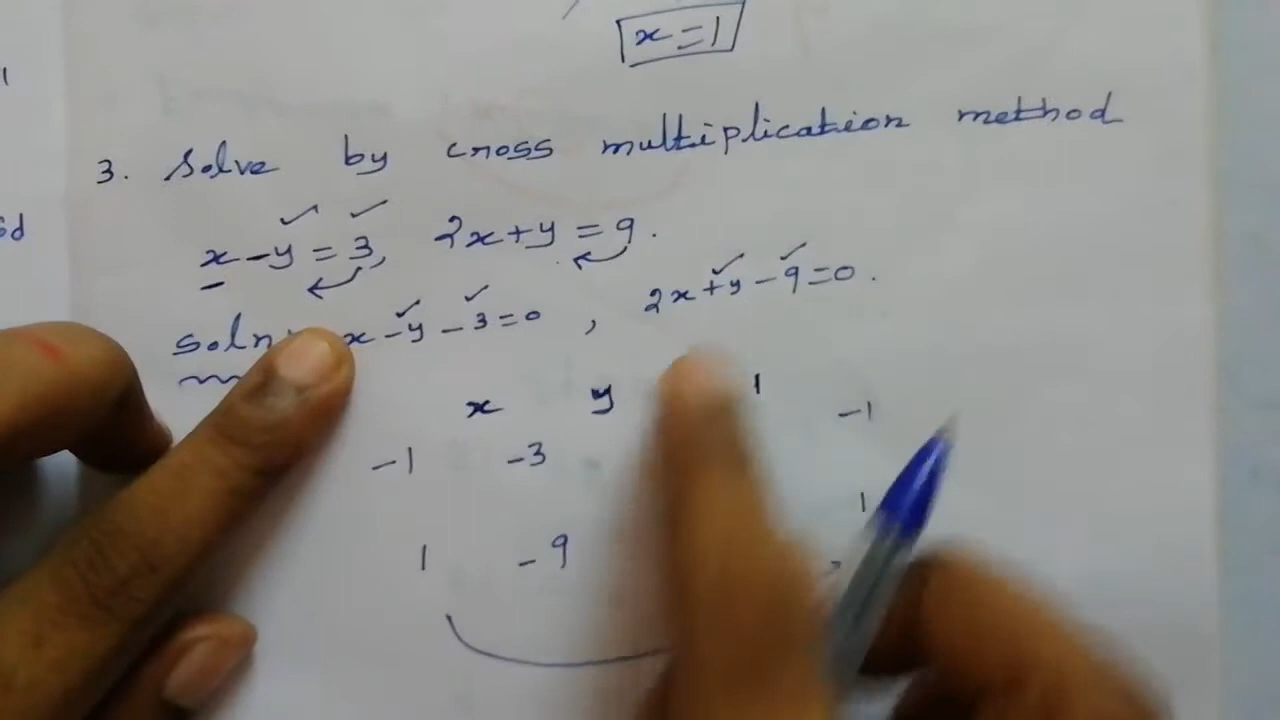 x=1
3. Solve by cross multiplication method
x-y=3, 2x+y=9.
soln x-y-3=0, 2x+y-9=0.
x y 1
-1 -3 -1
1 -9 1